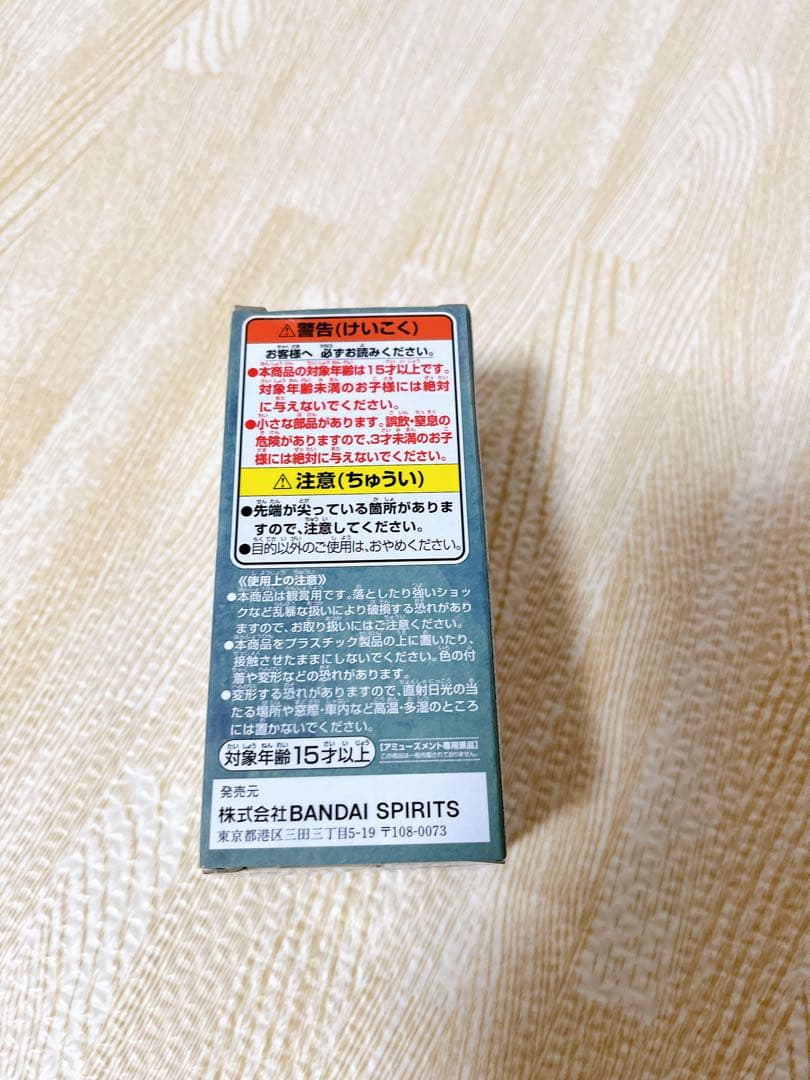 ⚠警告(けいこく)
お客様へ 必ずお読みください。
●本商品の対象年齢は15才以上です。
対象年齢未満のお子様には絶対
に与えないでください。
●小さな部品があります。誤飲・窒息の
危険がありますので、3才未満のお子
様には絶対に与えないでください。
⚠注意(ちゅうい)
●先端が尖っている箇所がありま
すので、注意してください。
●目的以外のご使用は、おやめください。
《使用上の注意》
●本商品は観賞用です。落としたり強いショッ
クなど乱暴な扱いにより破損する恐れがあり
ますので、お取り扱いにはご注意ください。
●本商品をプラスチック製品の上に置いたり、
接触させたままにしないでください。色の付
着や変形などの恐れがあります。
●変形する恐れがありますので、直射日光の当
たる場所や窓際・車内など高温・多湿のところ
には置かないでください。
対象年齢15才以上
【アミューズメント専用景品】
この商品は一般市販されておりません。
発売元
株式会社BANDAI SPIRITS
東京都港区三田三丁目5-19 〒108-0073